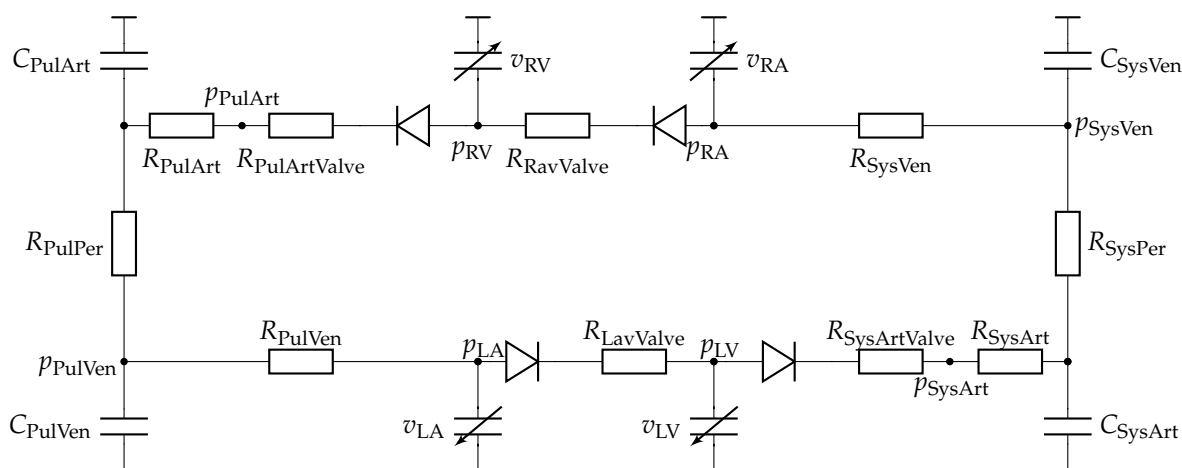 C_PulArt
v_RV
v_RA
C_SysVen
p_PulArt
p_SysVen
R_PulArt
R_PulArtValve
p_RV
R_RavValve
p_RA
R_SysVen
R_PulPer
R_SysPer
R_PulVen
p_LA
R_LavValve
p_LV
R_SysArtValve
R_SysArt
p_PulVen
p_SysArt
C_PulVen
v_LA
v_LV
C_SysArt